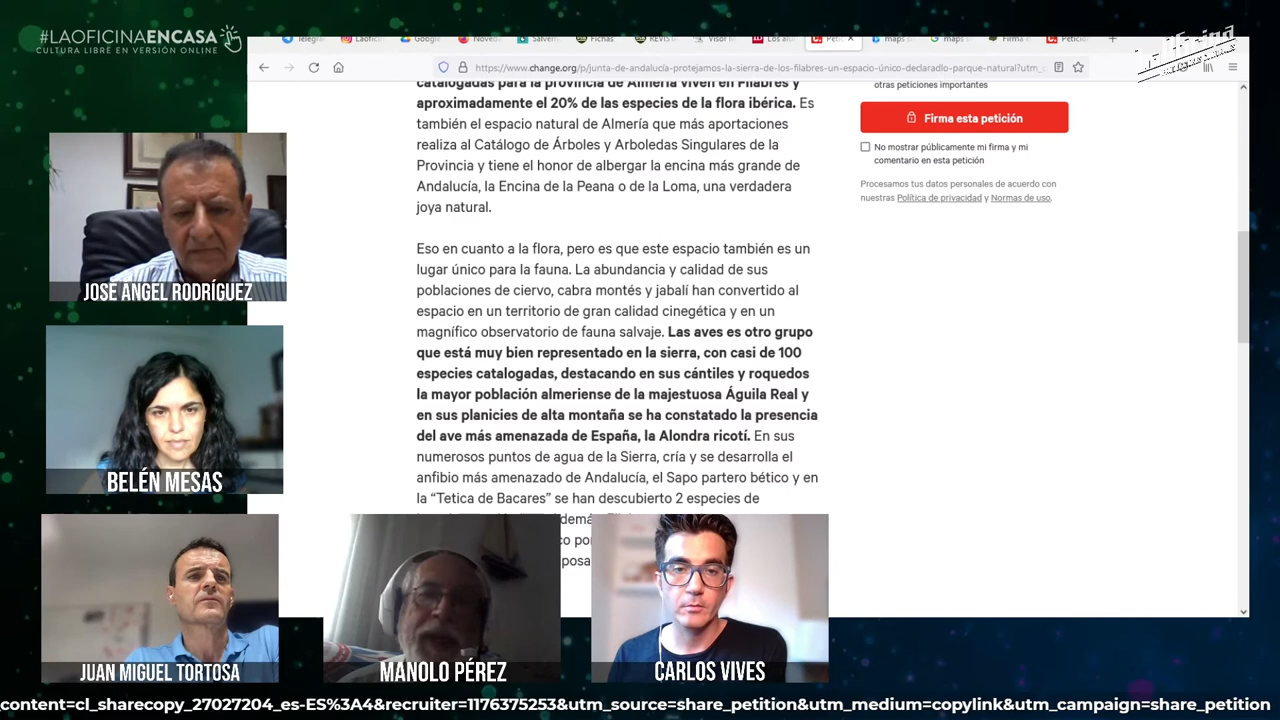 #LAOFICINAENCASA
CULTURA LIBRE EN VERSIÓN ONLINE
https://www.change.org/p/junta-de-andalucía-protejamos-la-sierra-de-los-filabres-un-espacio-único-declaradlo-parque-natural?utm_
catalogadas para la provincia de Almería viven en Filabres y
aproximadamente el 20% de las especies de la flora ibérica. Es
también el espacio natural de Almería que más aportaciones
realiza al Catálogo de Árboles y Arboledas Singulares de la
Provincia y tiene el honor de albergar la encina más grande de
Andalucía, la Encina de la Peana o de la Loma, una verdadera
joya natural.
Eso en cuanto a la flora, pero es que este espacio también es un
lugar único para la fauna. La abundancia y calidad de sus
poblaciones de ciervo, cabra montés y jabalí han convertido al
espacio en un territorio de gran calidad cinegética y en un
magnífico observatorio de fauna salvaje. Las aves es otro grupo
que está muy bien representado en la sierra, con casi de 100
especies catalogadas, destacando en sus cántiles y roquedos
la mayor población almeriense de la majestuosa Águila Real y
en sus planicies de alta montaña se ha constatado la presencia
del ave más amenazada de España, la Alondra ricotí. En sus
numerosos puntos de agua de la Sierra, cría y se desarrolla el
anfibio más amenazado de Andalucía, el Sapo partero bético y en
la “Tetica de Bacares” se han descubierto 2 especies de
otras peticiones importantes
Firma esta petición
No mostrar públicamente mi firma y mi
comentario en esta petición
Procesamos tus datos personales de acuerdo con
nuestras Política de privacidad y Normas de uso.
JOSE ANGEL RODRÍGUEZ
BELÉN MESAS
JUAN MIGUEL TORTOSA
MANOLO PÉREZ
CARLOS VIVES
_content=cl_sharecopy_27027204_es-ES%3A4&recruiter=1176375253&utm_source=share_petition&utm_medium=copylink&utm_campaign=share_petition